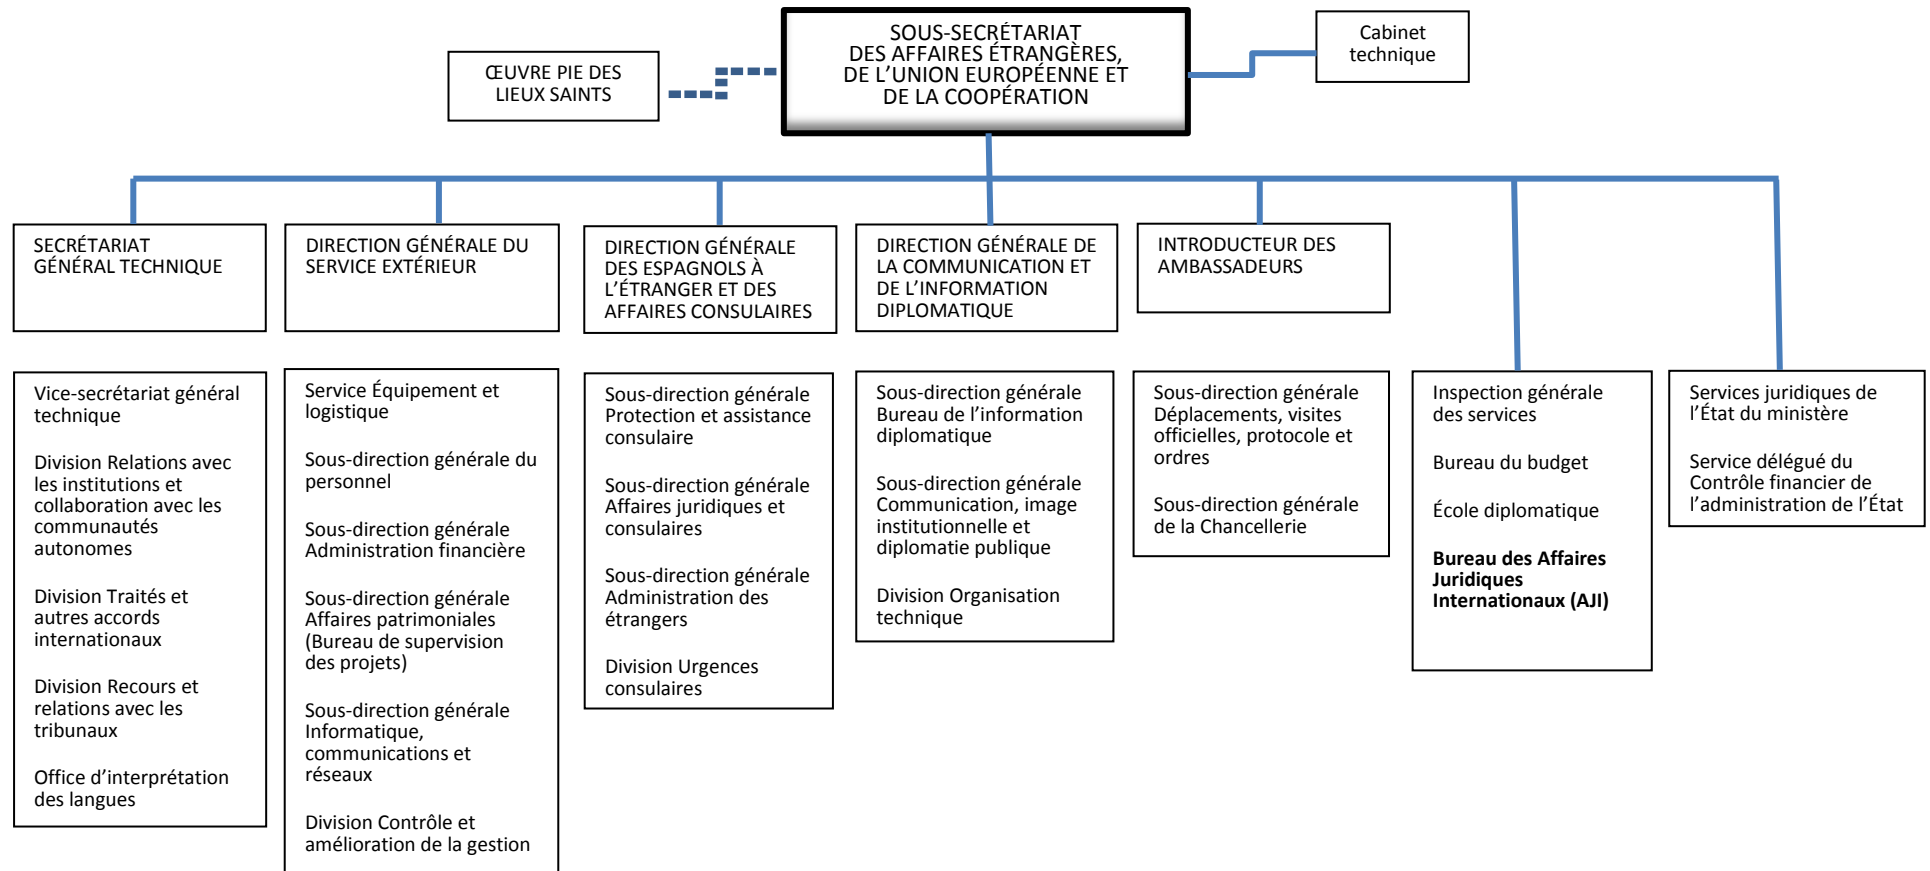 SOUS-SECRÉTARIAT
DES AFFAIRES ÉTRANGÈRES,
DE L’UNION EUROPÉENNE ET
DE LA COOPÉRATION
Cabinet
technique
ŒUVRE PIE DES
LIEUX SAINTS
SECRÉTARIAT
GÉNÉRAL TECHNIQUE
DIRECTION GÉNÉRALE DU
SERVICE EXTÉRIEUR
DIRECTION GÉNÉRALE
DES ESPAGNOLS À
L’ÉTRANGER ET DES
AFFAIRES CONSULAIRES
DIRECTION GÉNÉRALE DE
LA COMMUNICATION ET
DE L’INFORMATION
DIPLOMATIQUE
INTRODUCTEUR DES
AMBASSADEURS
Vice-secrétariat général
technique
Division Relations avec
les institutions et
collaboration avec les
communautés
autonomes
Division Traités et
autres accords
internationaux
Division Recours et
relations avec les
tribunaux
Office d’interprétation
des langues
Service Équipement et
logistique
Sous-direction générale du
personnel
Sous-direction générale
Administration financière
Sous-direction générale
Affaires patrimoniales
(Bureau de supervision
des projets)
Sous-direction générale
Informatique,
communications et
réseaux
Division Contrôle et
amélioration de la gestion
Sous-direction générale
Protection et assistance
consulaire
Sous-direction générale
Affaires juridiques et
consulaires
Sous-direction générale
Administration des
étrangers
Division Urgences
consulaires
Sous-direction générale
Bureau de l’information
diplomatique
Sous-direction générale
Communication, image
institutionnelle et
diplomatie publique
Division Organisation
technique
Sous-direction générale
Déplacements, visites
officielles, protocole et
ordres
Sous-direction générale
de la Chancellerie
Inspection générale
des services
Bureau du budget
École diplomatique
Bureau des Affaires
Juridiques
Internationaux (AJI)
Services juridiques de
l’État du ministère
Service délégué du
Contrôle financier de
l’administration de l’État